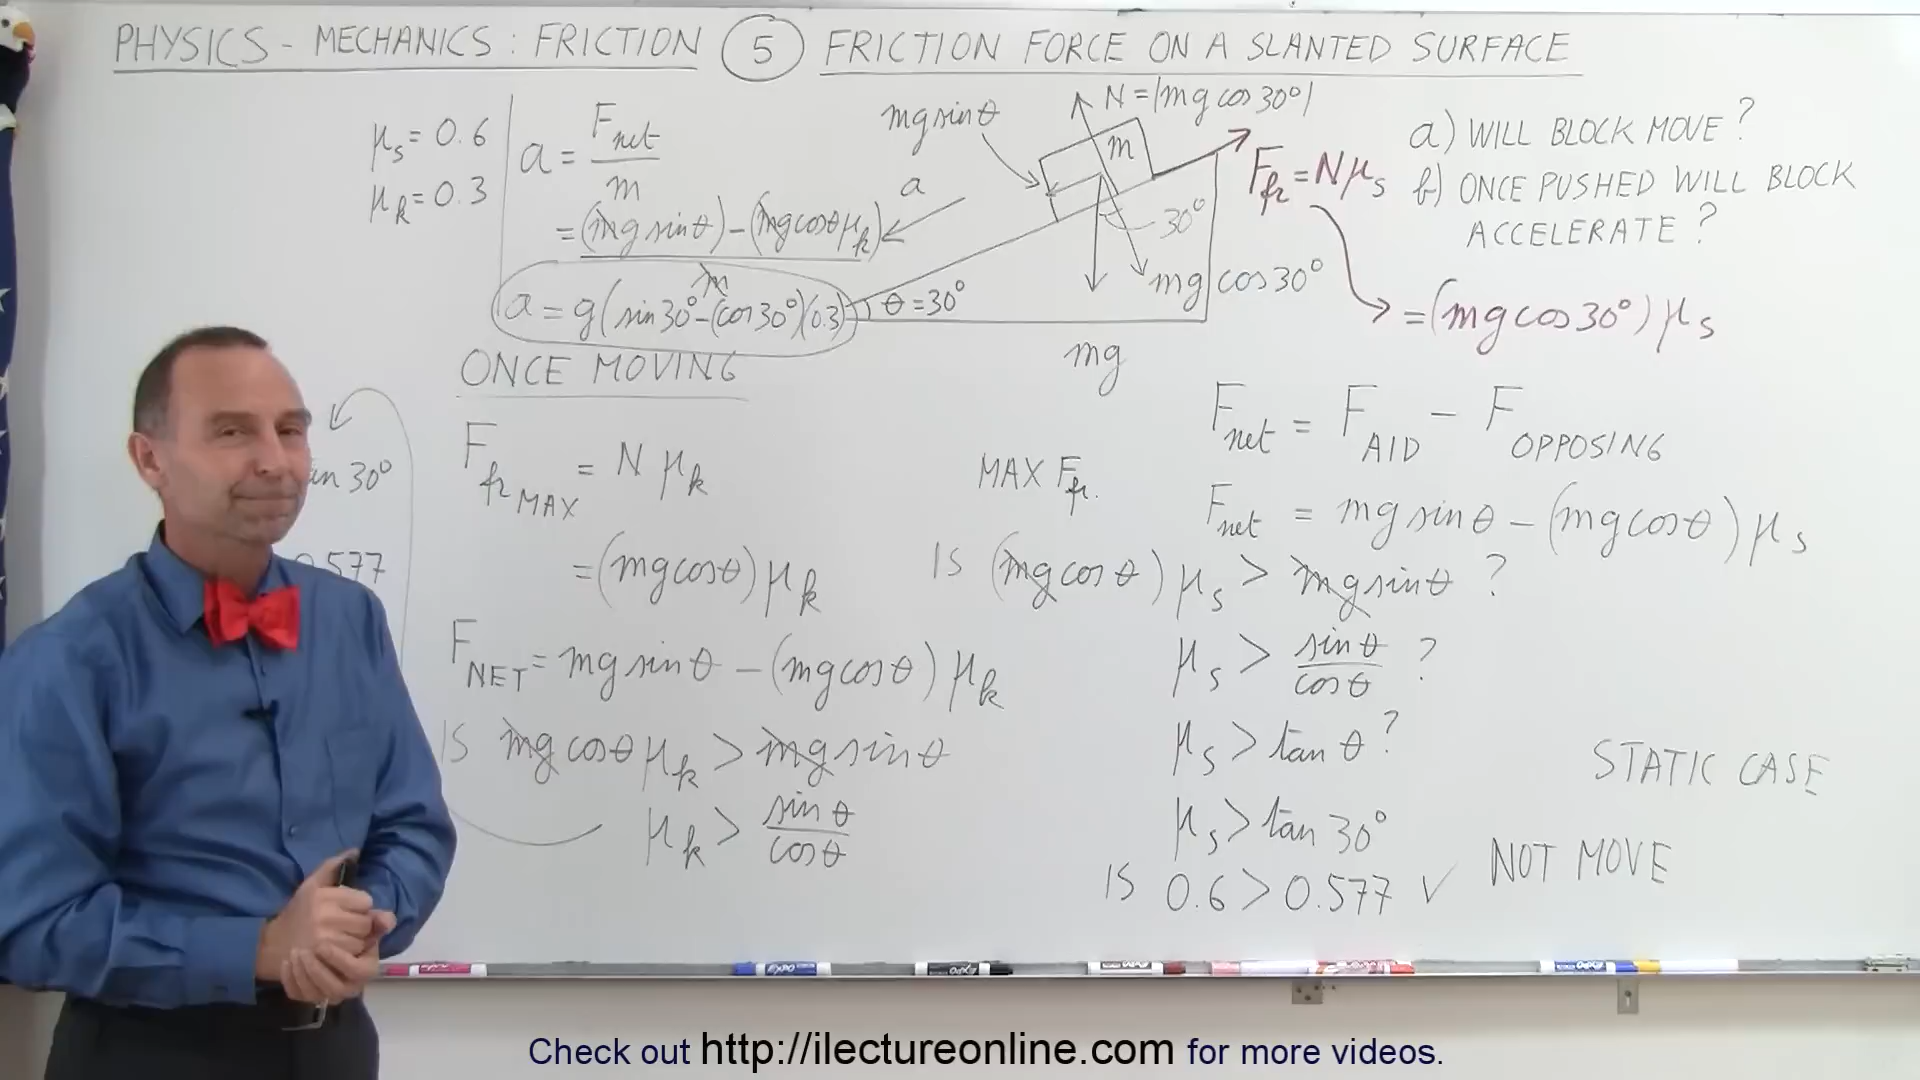 PHYSICS - MECHANICS : FRICTION 5 FRICTION FORCE ON A SLANTED SURFACE
μs = 0.6
μk = 0.3
a = Fnet / m
= (mg sinθ) - (mg cosθ μk) / m
a = g(sin30° - (cos30°)(0.3))
mg sinθ
N = |mg cos 30°|
m
a
30°
mg cos 30°
θ = 30°
mg
Ffr = Nμs
= (mg cos 30°) μs
a) WILL BLOCK MOVE ?
b) ONCE PUSHED WILL BLOCK
ACCELERATE ?
ONCE MOVING
Ffr MAX = N μk
= (mg cosθ) μk
FNET = mg sinθ - (mg cosθ) μk
IS mg cosθ μk > mg sinθ
μk > sinθ / cosθ
30°
0.577
Fnet = FAID - FOPPOSING
MAX Ffr.
Fnet = mg sinθ - (mg cosθ) μs
IS (mg cosθ) μs > mg sinθ ?
μs > sinθ / cosθ ?
μs > tan θ ?
μs > tan 30°
IS 0.6 > 0.577 ✓
STATIC CASE
NOT MOVE
EXPO
Check out http://ilectureonline.com for more videos.